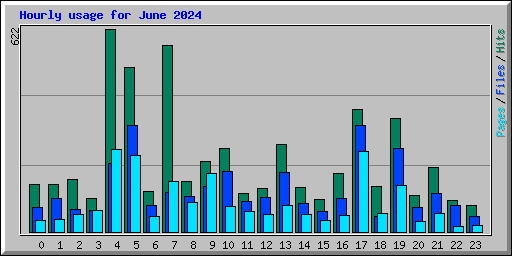 Hourly usage for June 2024
622
Pages / Files / Hits
0 1 2 3 4 5 6 7 8 9 10 11 12 13 14 15 16 17 18 19 20 21 22 23